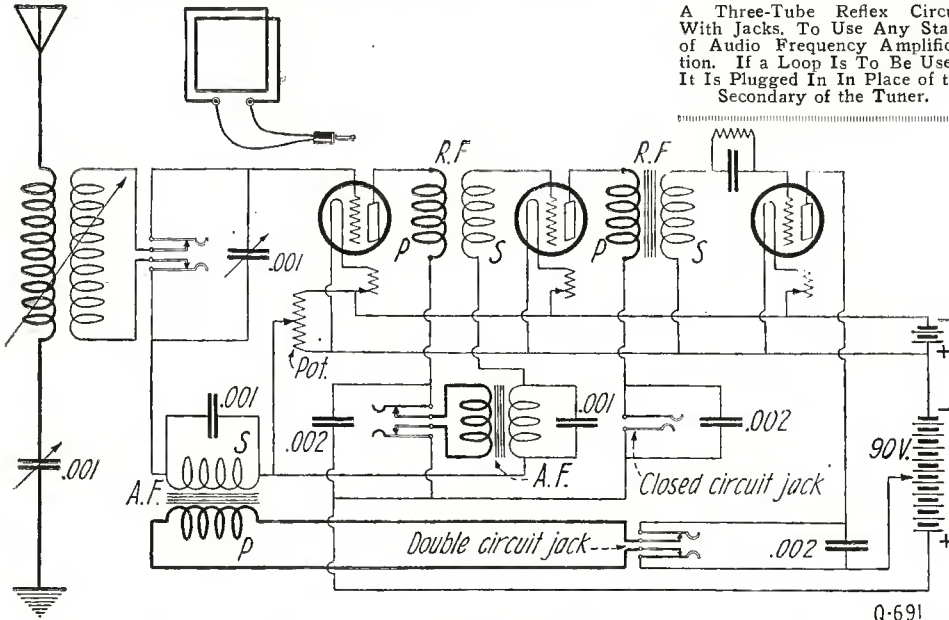 A Three-Tube Reflex Circu
With Jacks, To Use Any Sta
of Audio Frequency Amplific
tion. If a Loop Is To Be Use
It Is Plugged In In Place of t
Secondary of the Tuner.
R.F
R.F
P
S
P
S
.001
Pot.
-
+
.001
.002
.001
.002
-
S
.001
A.F.
A.F.
Closed circuit jack
90V.
P
Double circuit jack
.002
+
Q-691